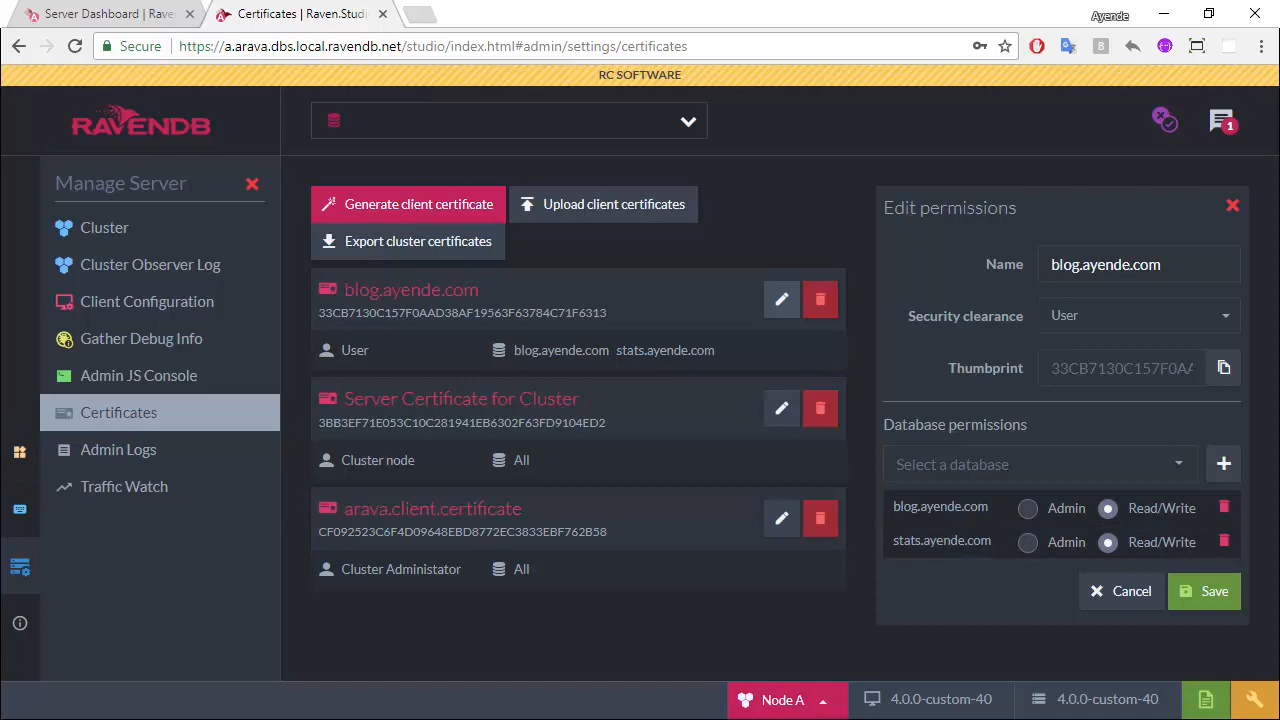 Server Dashboard | Rave
Certificates | Raven.Studio
Ayende
Secure
https://a.arava.dbs.local.ravendb.net/studio/index.html#admin/settings/certificates
B
RC SOFTWARE
RAVENDB
1
Manage Server
Cluster
Cluster Observer Log
Client Configuration
Gather Debug Info
Admin JS Console
Certificates
Admin Logs
Traffic Watch
Generate client certificate
Upload client certificates
Export cluster certificates
blog.ayende.com
33CB7130C157F0AAD38AF19563F63784C71F6313
User
blog.ayende.com stats.ayende.com
Server Certificate for Cluster
3BB3EF71E053C10C281941EB6302F63FD9104ED2
Cluster node
All
arava.client.certificate
CF092523C6F4D09648EBD8772EC3833EBF762B58
Cluster Administator
All
Edit permissions
Name
blog.ayende.com
Security clearance
User
Thumbprint
33CB7130C157F0AA
Database permissions
Select a database
blog.ayende.com Admin Read/Write
stats.ayende.com Admin Read/Write
Cancel
Save
Node A
4.0.0-custom-40
4.0.0-custom-40